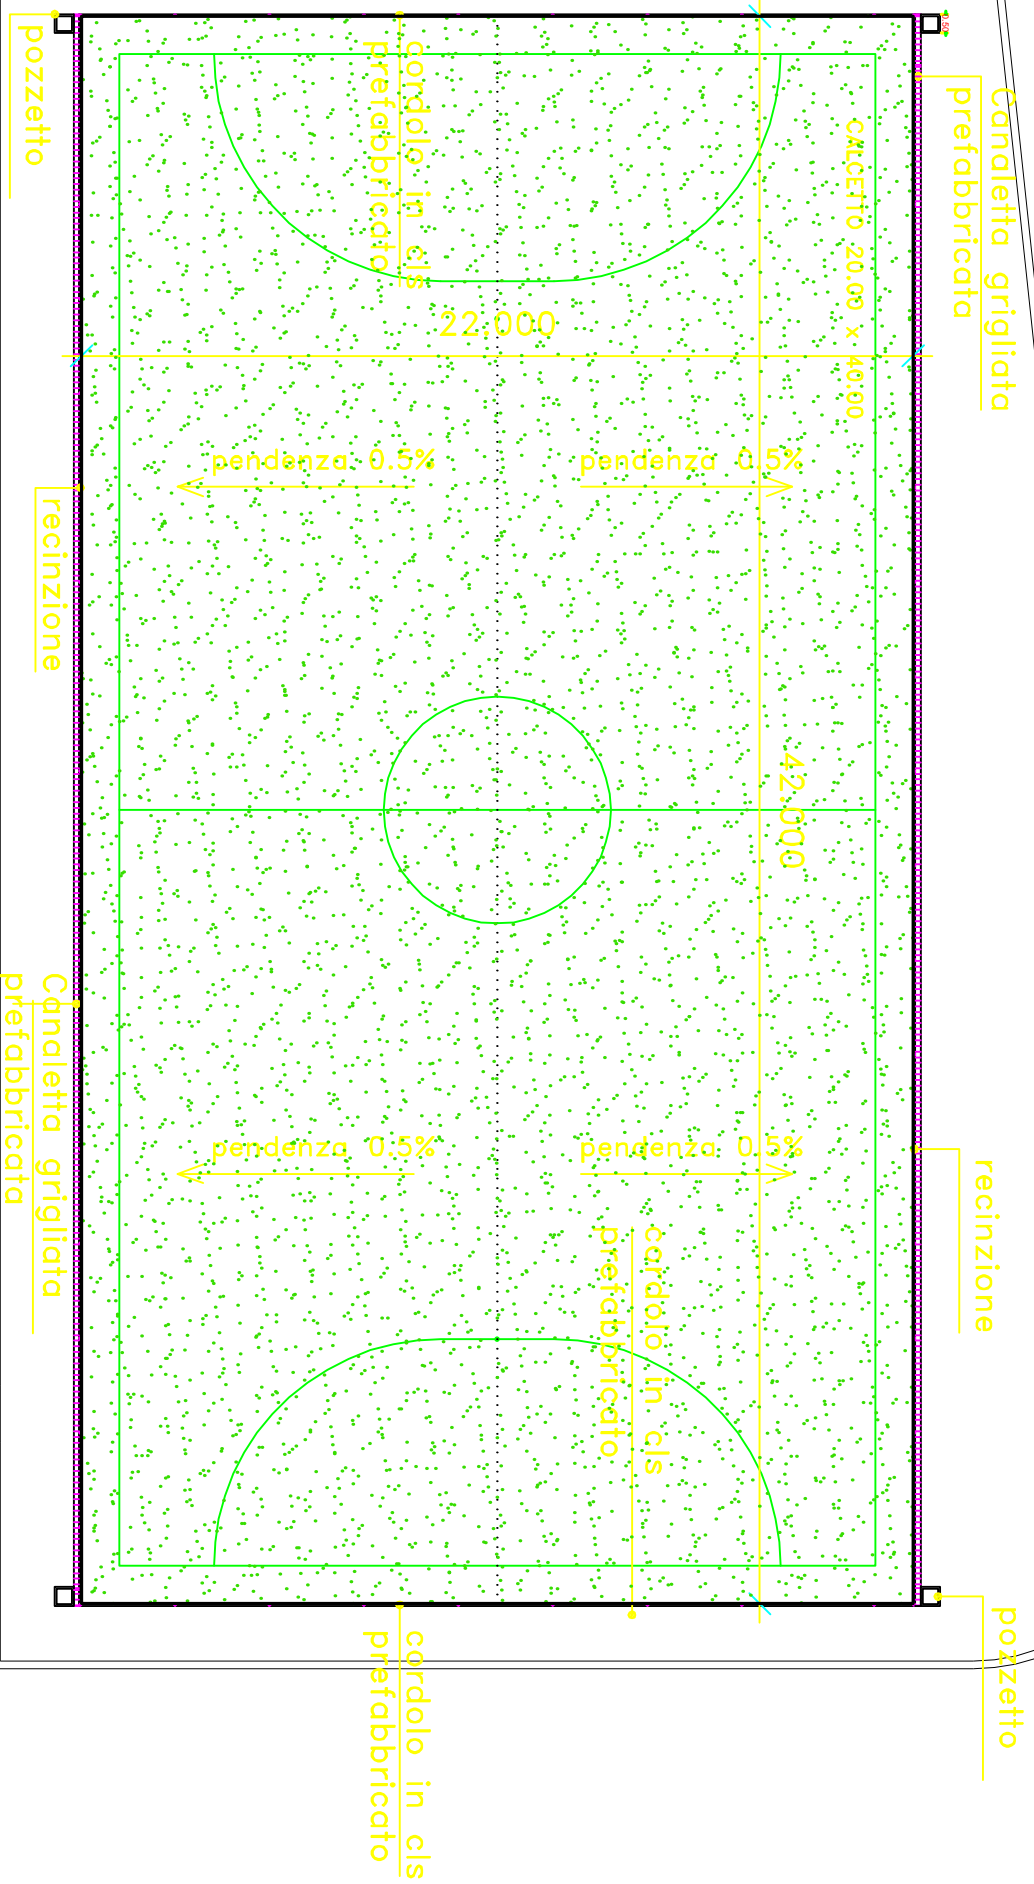 pozzetto
cordolo in cls
prefabbricato
0.50
Canaletta grigliata
prefabbricata
CALCETTO 20.00 x 40.00
22.000
pendenza 0.5%
pendenza 0.5%
recinzione
42.000
Canaletta grigliata
prefabbricata
pendenza 0.5%
pendenza 0.5%
recinzione
cordolo in cls
prefabbricato
pozzetto
cordolo in cls
prefabbricato